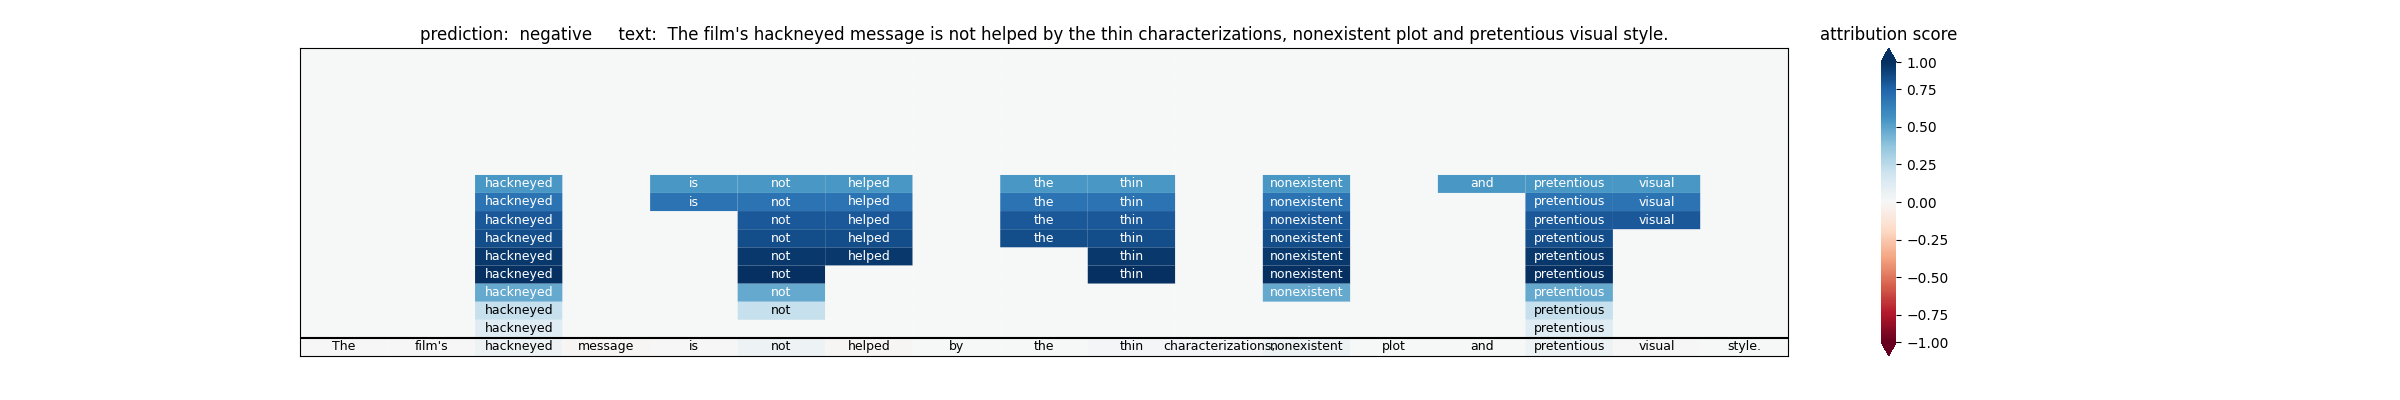 prediction:  negative     text:  The film's hackneyed message is not helped by the thin characterizations, nonexistent plot and pretentious visual style.
attribution score
hackneyed is not helped the thin nonexistent and pretentious visual
hackneyed is not helped the thin nonexistent pretentious visual
hackneyed not helped the thin nonexistent pretentious visual
hackneyed not helped the thin nonexistent pretentious
hackneyed not helped thin nonexistent pretentious
hackneyed not thin nonexistent pretentious
hackneyed not nonexistent pretentious
hackneyed not pretentious
hackneyed pretentious
The film's hackneyed message is not helped by the thin characterizations, nonexistent plot and pretentious visual style.
1.00
0.75
0.50
0.25
0.00
−0.25
−0.50
−0.75
−1.00